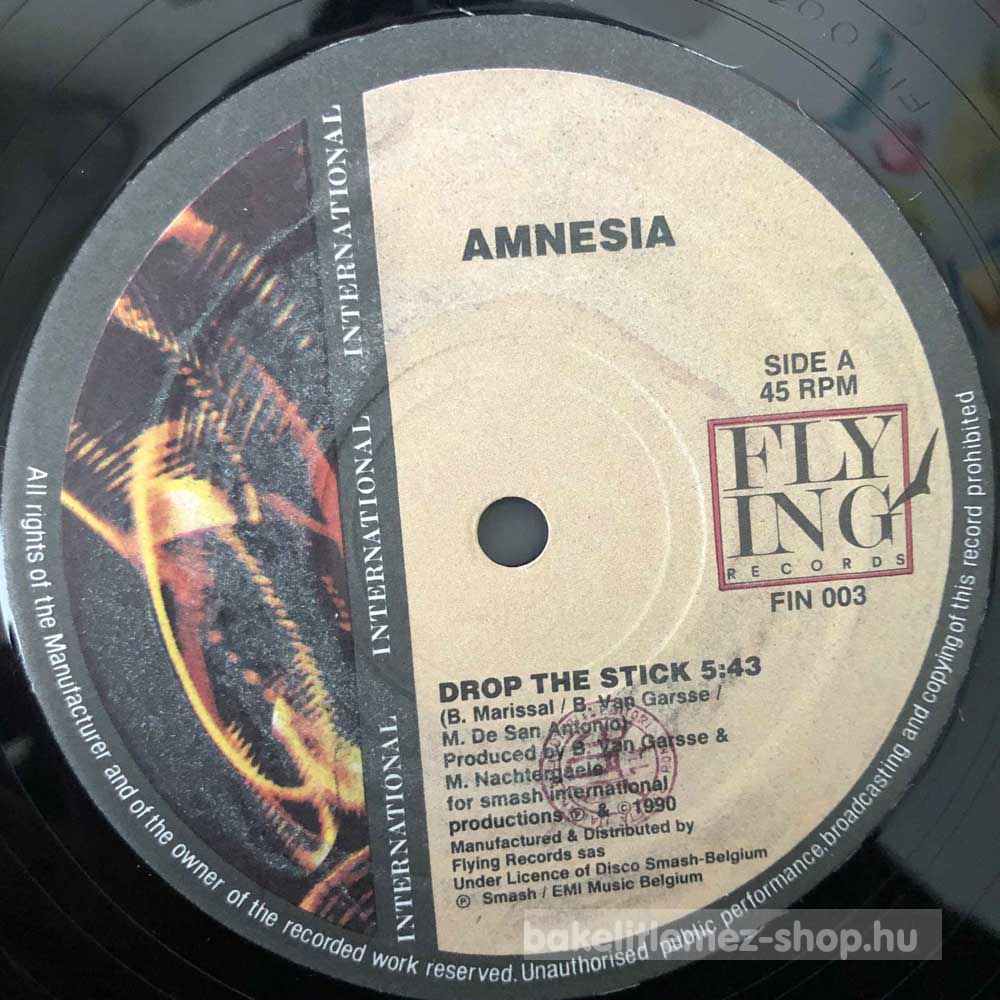 AMNESIA
SIDE A
45 RPM
FLY
ING
RECORDS
FIN 003
DROP THE STICK 5:43
(B. Marissal / B. Van Garsse /
M. De San Antonio)
Produced by B. Van Garsse &
M. Nachtergaele
for smash international
productions ℗ & © 1990
Manufactured & Distributed by
Flying Records sas
Under Licence of Disco Smash-Belgium
℗ Smash / EMI Music Belgium
INTERNATIONAL
INTERNATIONAL
INTERNATIONAL
INTERNATIONAL
All rights of the Manufacturer and of the owner of the recorded work reserved. Unauthorised public performance, broadcasting and copying of this record prohibited
bakelitlemez-shop.hu